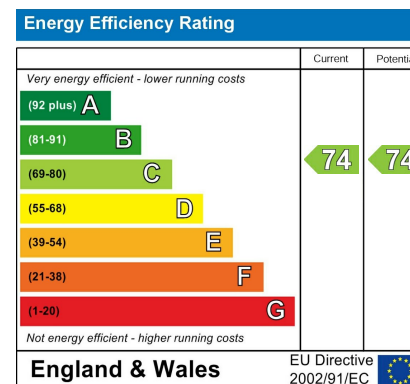 Energy Efficiency Rating
Current Potentia
Very energy efficient - lower running costs
(92 plus) A
(81-91) B
(69-80) C
(55-68) D
(39-54) E
(21-38) F
(1-20) G
74 74
Not energy efficient - higher running costs
England & Wales
EU Directive
2002/91/EC